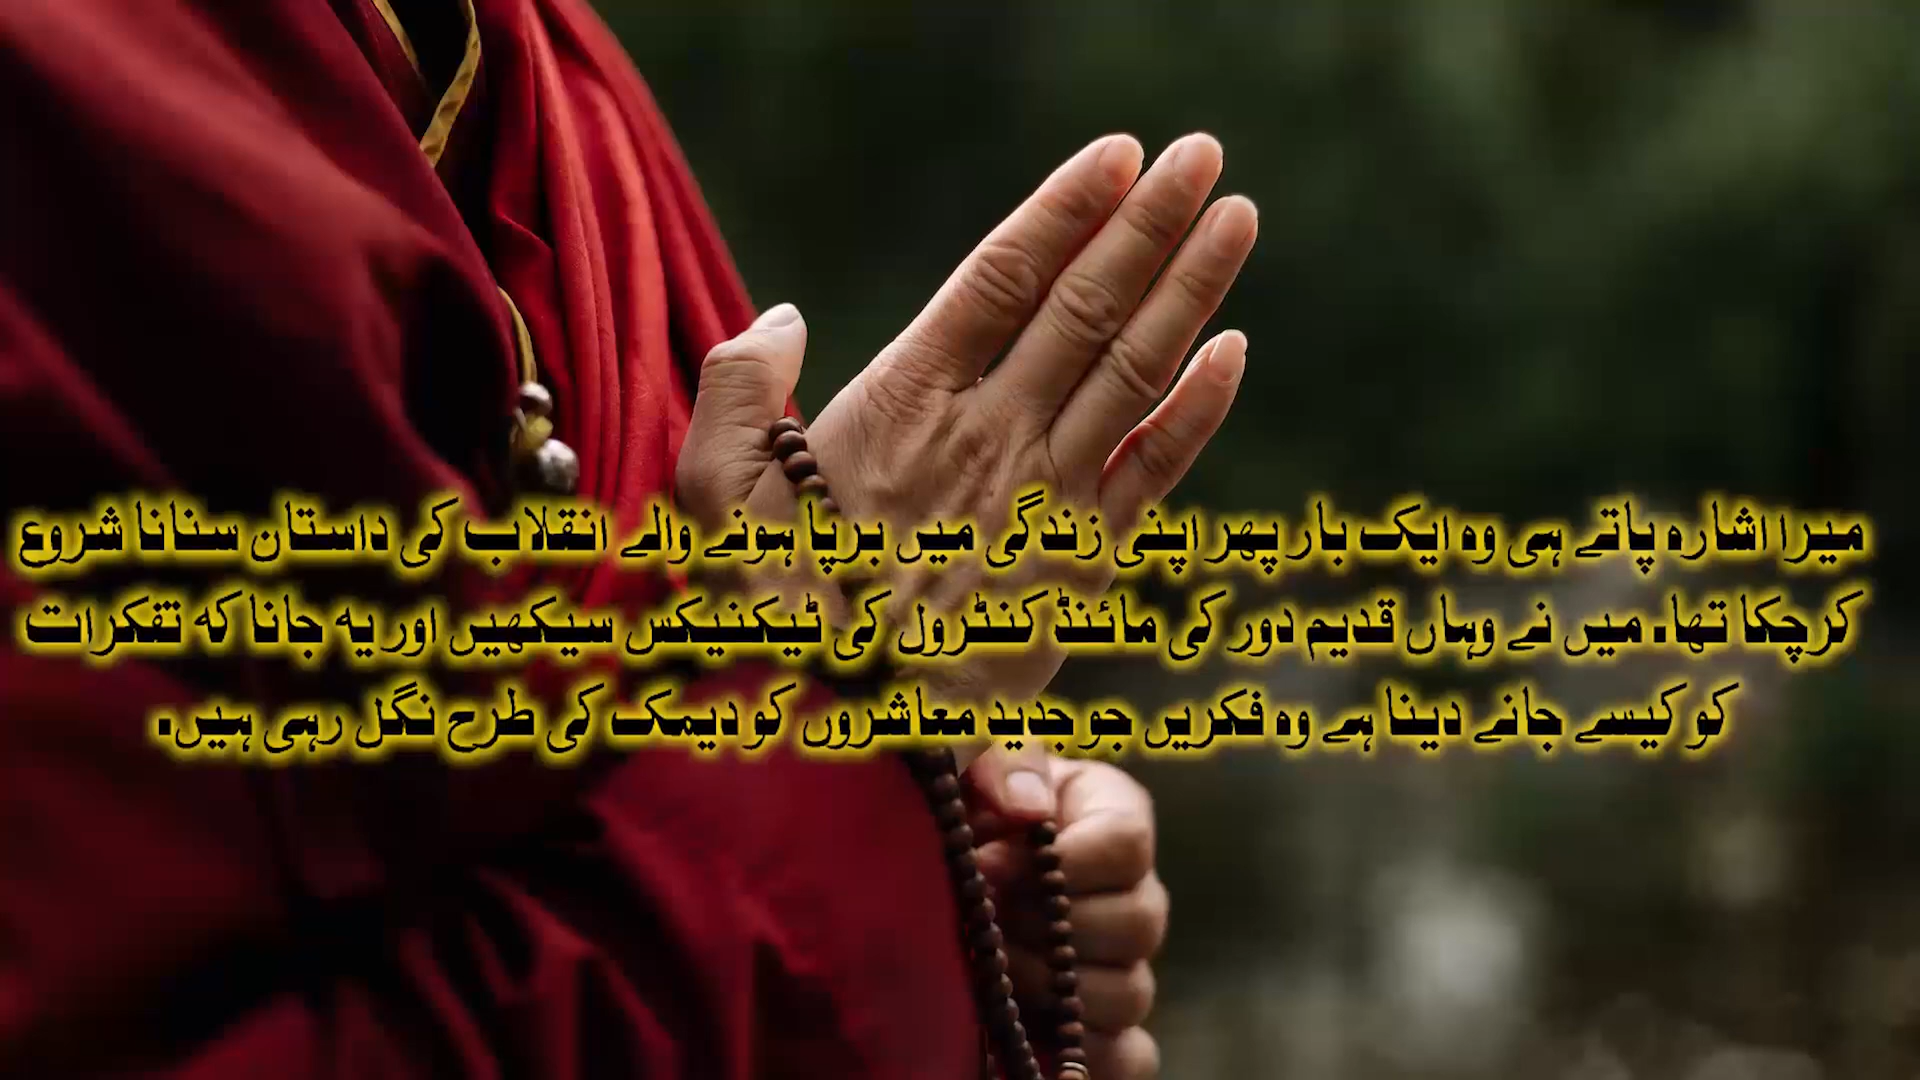 میرا اشارہ پاتے ہی وہ ایک بار پھر اپنی زندگی میں برپا ہونے والے انقلاب کی داستان سنانا شروع
کرچکا تھا۔ میں نے وہاں قدیم دور کی مائنڈ کنٹرول کی ٹیکنیکس سیکھیں اور یہ جانا کہ تفکرات
کو کیسے جانے دینا ہے وہ فکریں جو جدید معاشروں کو دیمک کی طرح نگل رہی ہیں۔